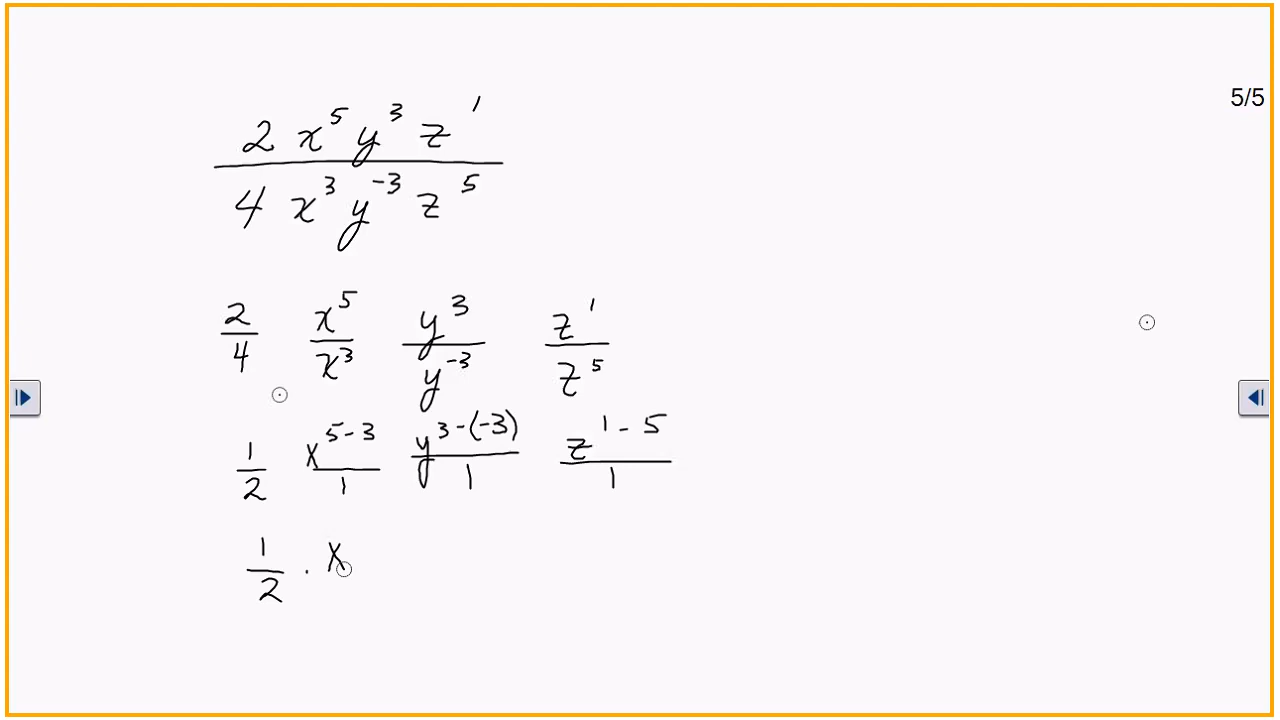 5/5
2 x^5 y^3 z^1
4 x^3 y^-3 z^5
2/4 x^5/x^3 y^3/y^-3 z^1/z^5
1/2 x^5-3/1 y^3-(-3)/1 z^1-5/1
1/2 · x